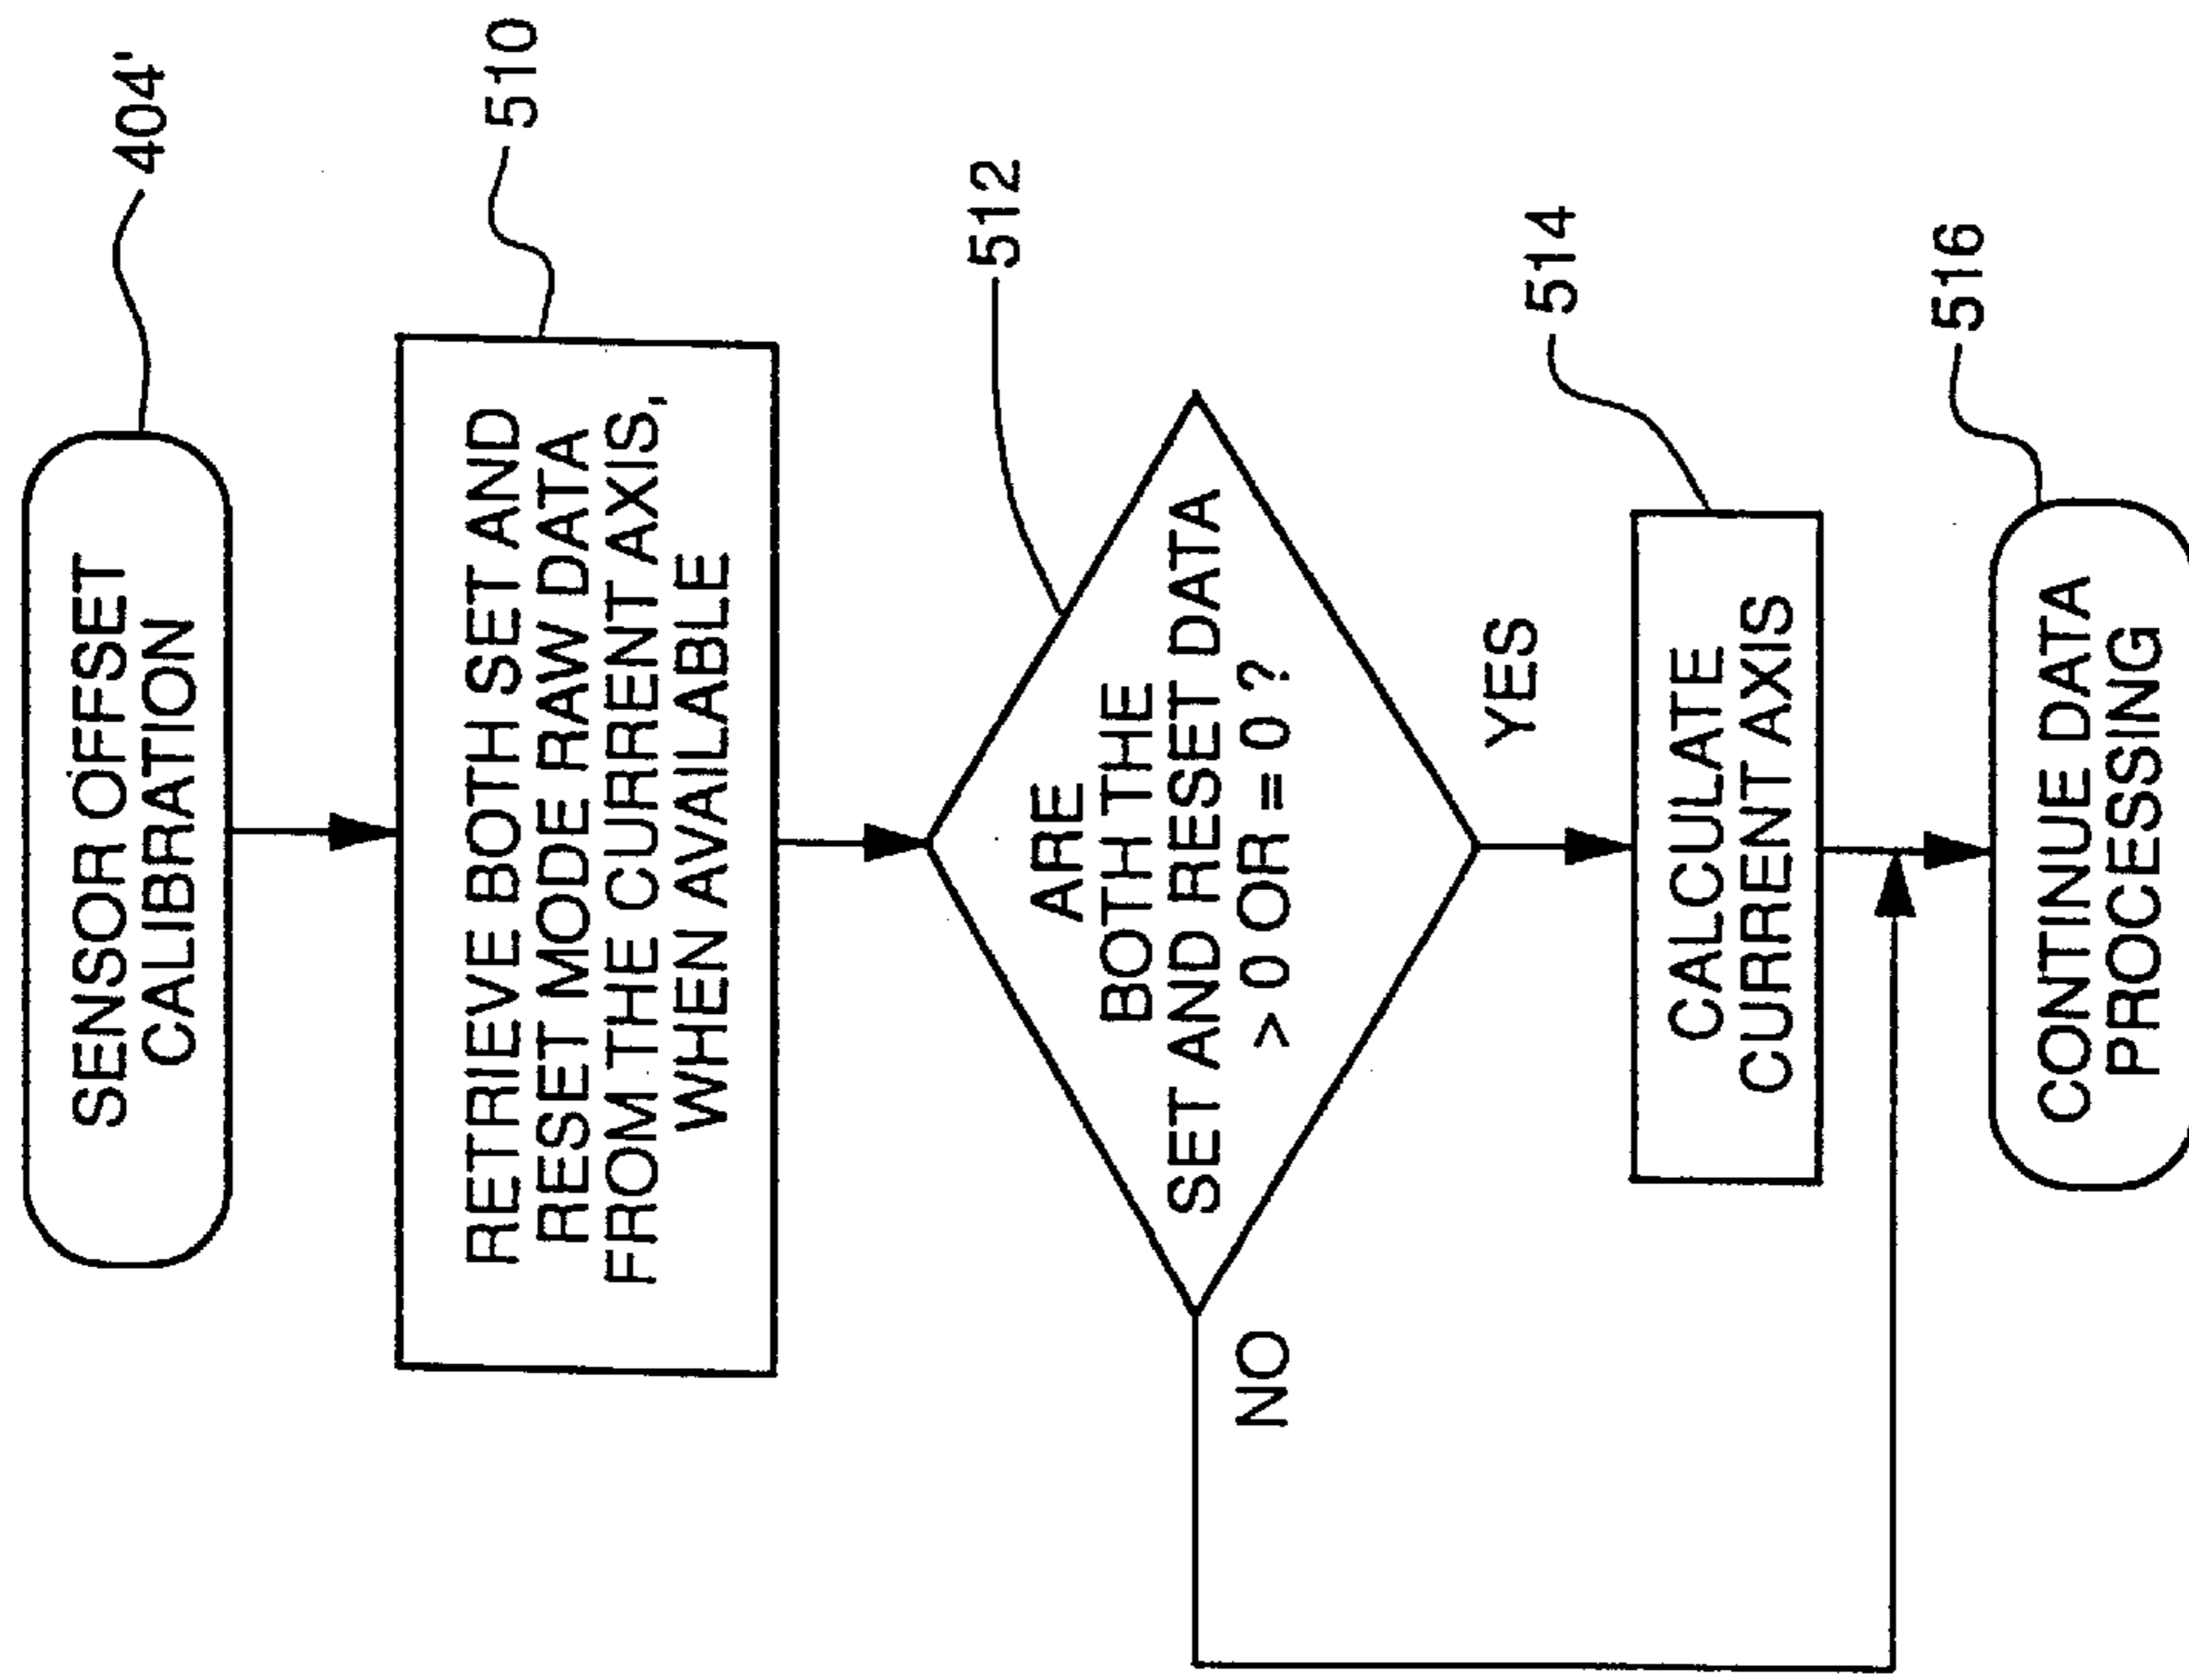 SENSOR OFFSET
CALIBRATION
404'
RETRIEVE BOTH SET AND
RESET MODE RAW DATA
FROM THE CURRENT AXIS,
WHEN AVAILABLE
510
ARE
BOTH THE
SET AND RESET DATA
> 0 OR = 0 ?
512
NO
YES
CALCULATE
CURRENT AXIS
514
CONTINUE DATA
PROCESSING
516